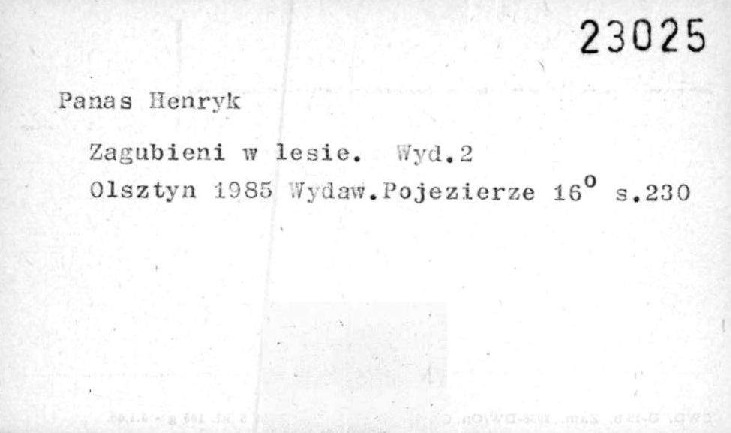 23025
Panas Henryk
Zagubieni w lesie. Wyd.2
Olsztyn 1985 Wydaw.Pojezierze 16° s.230